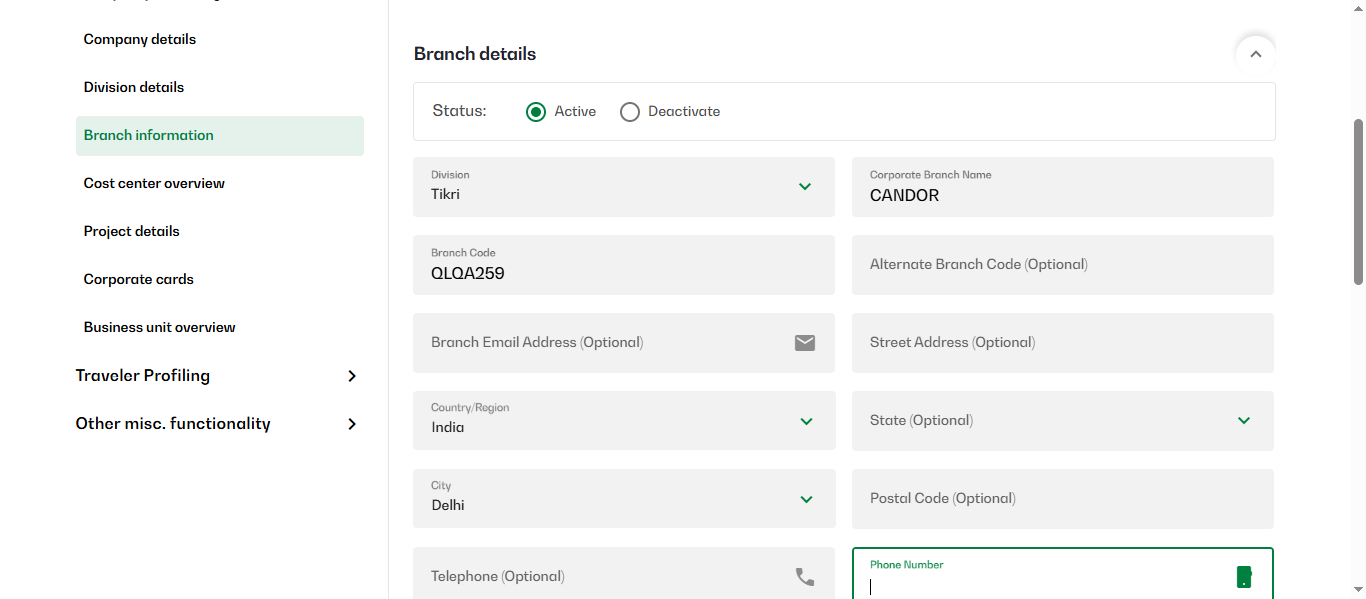 Company details
Division details
Branch information
Cost center overview
Project details
Corporate cards
Business unit overview
Traveler Profiling
Other misc. functionality
Branch details
Status: Active Deactivate
Division
Tikri
Corporate Branch Name
CANDOR
Branch Code
QLQA259
Alternate Branch Code (Optional)
Branch Email Address (Optional)
Street Address (Optional)
Country/Region
India
State (Optional)
City
Delhi
Postal Code (Optional)
Telephone (Optional)
Phone Number